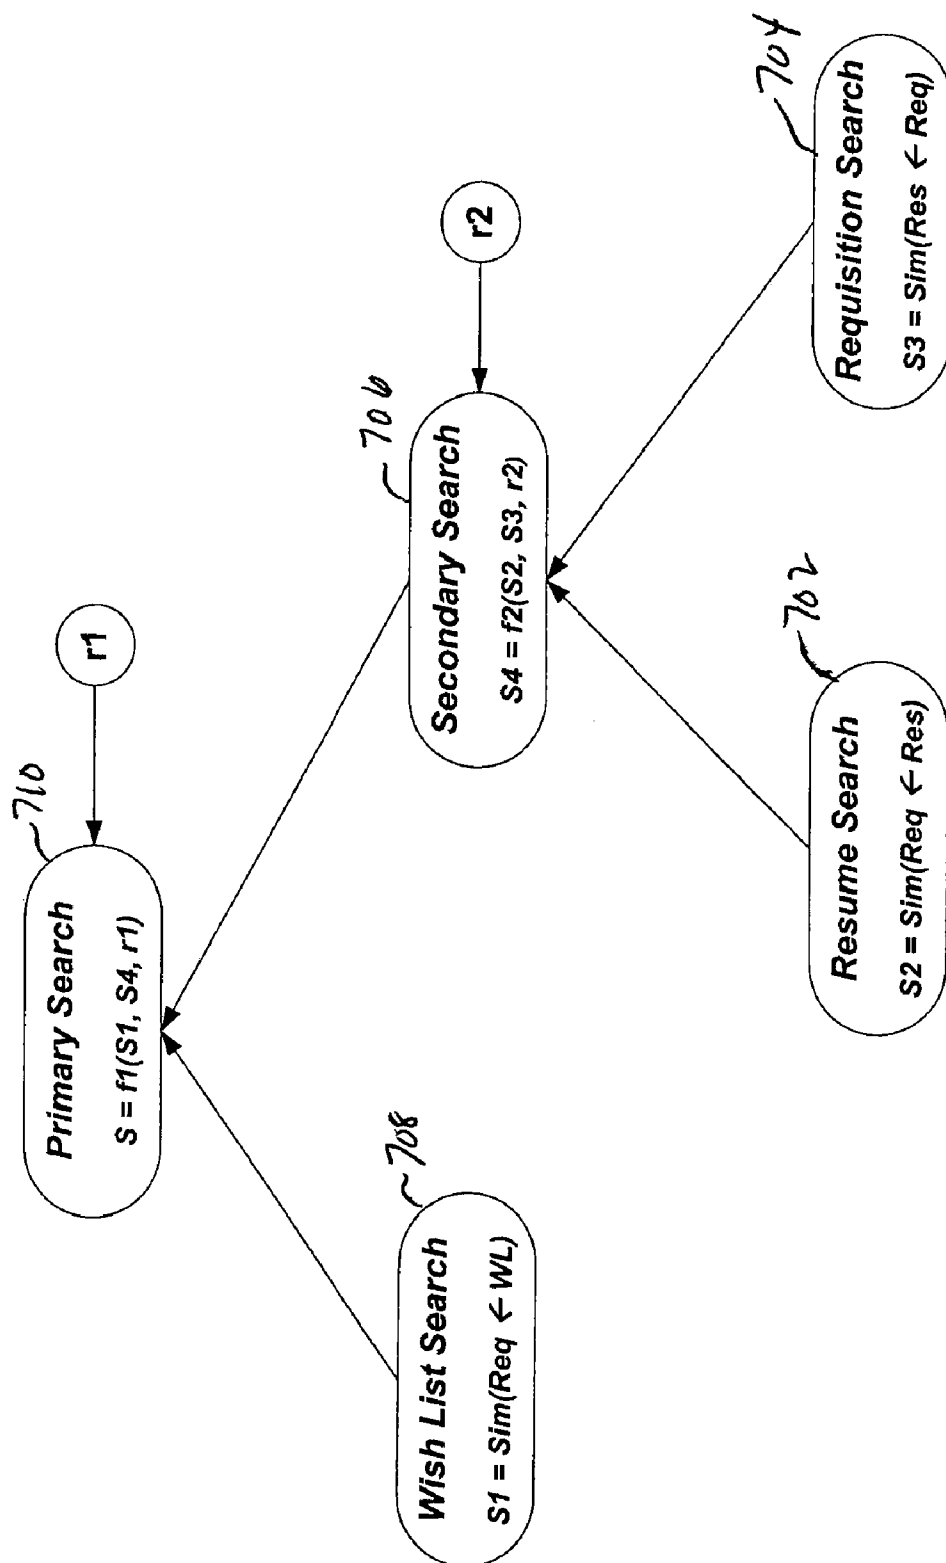 710
Primary Search
S = f1(S1, S4, r1)
r1
708
Wish List Search
S1 = Sim(Req ← WL)
706
Secondary Search
S4 = f2(S2, S3, r2)
r2
702
Resume Search
S2 = Sim(Req ← Res)
704
Requisition Search
S3 = Sim(Res ← Req)